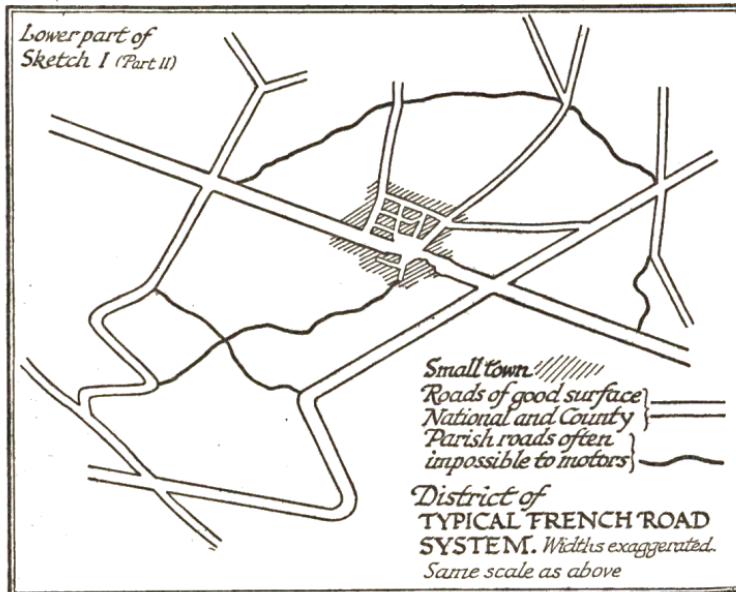 Lower part of
Sketch I (Part II)
Small town
Roads of good surface
National and County
Parish roads often
impossible to motors
District of
TYPICAL FRENCH ROAD
SYSTEM. Widths exaggerated.
Same scale as above